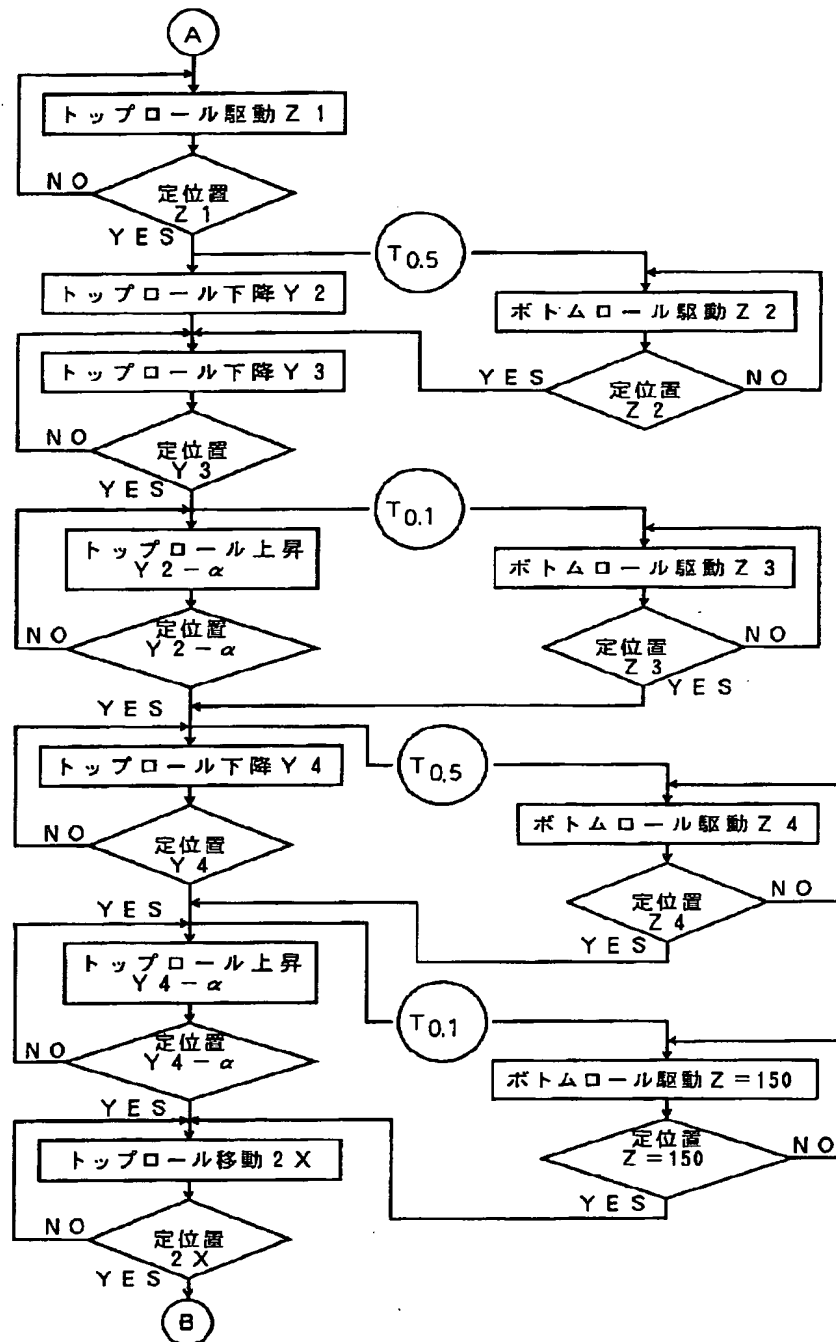 A
トップロール駆動Z1
NO
定位置
Z1
YES
T0.5
トップロール下降Y2
ボトムロール駆動Z2
トップロール下降Y3
YES
定位置
Z2
NO
NO
定位置
Y3
YES
T0.1
トップロール上昇
Y2-α
ボトムロール駆動Z3
NO
定位置
Y2-α
定位置
Z3
NO
YES
YES
トップロール下降Y4
T0.5
ボトムロール駆動Z4
NO
定位置
Y4
YES
定位置
Z4
NO
YES
トップロール上昇
Y4-α
T0.1
NO
定位置
Y4-α
ボトムロール駆動Z=150
YES
定位置
Z=150
NO
トップロール移動2X
YES
NO
定位置
2X
YES
B